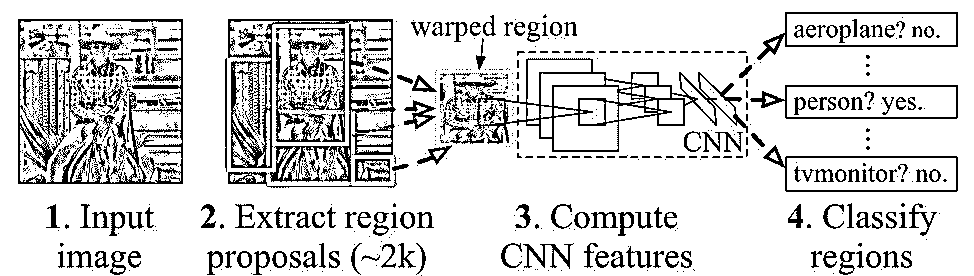 warped region
aeroplane? no.
person? yes.
CNN
tvmonitor? no.
1. Input
image
2. Extract region
proposals (~2k)
3. Compute
CNN features
4. Classify
regions